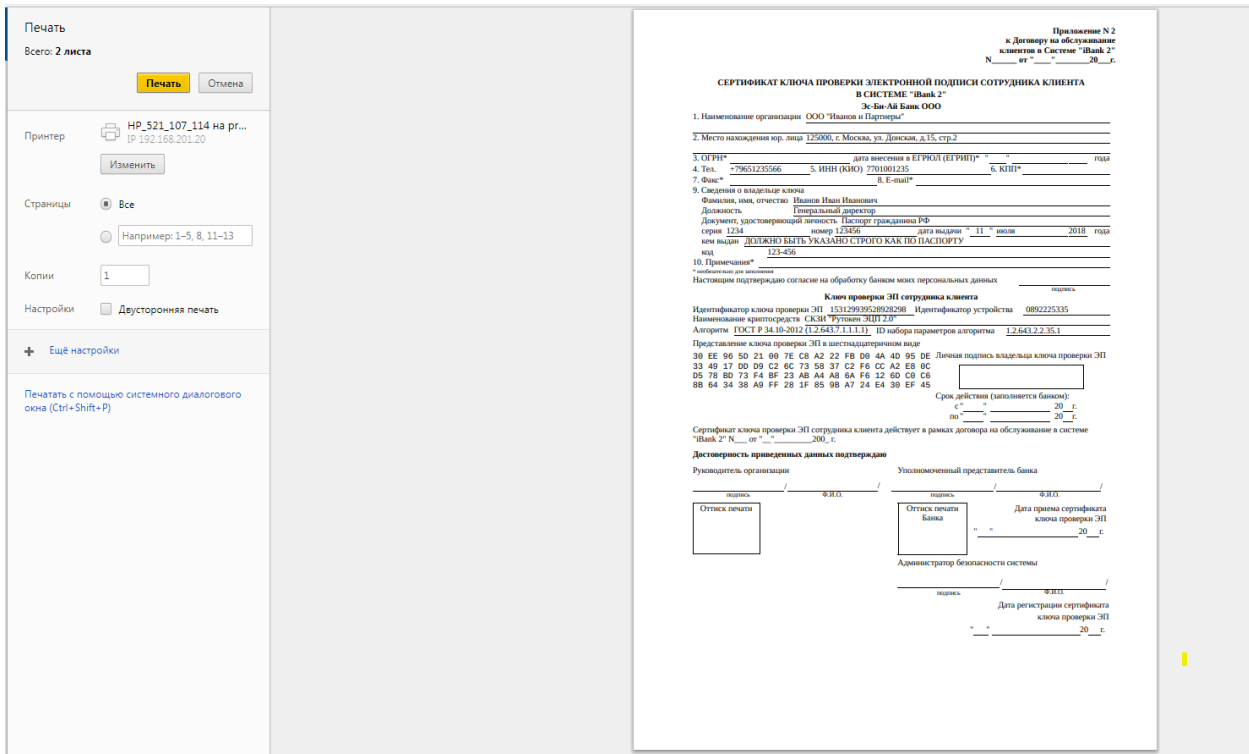 Печать
Всего: 2 листа
Печать Отмена
Принтер HP_521_107_114 на pr...
IP 192.168.201.20
Изменить
Страницы Все
Например: 1–5, 8, 11–13
Копии 1
Настройки Двусторонняя печать
+ Ещё настройки
Печатать с помощью системного диалогового
окна (Ctrl+Shift+P)
Приложение N 2
к Договору на обслуживание
клиентов в Системе "iBank 2"
N______ от "____"________20___г.
СЕРТИФИКАТ КЛЮЧА ПРОВЕРКИ ЭЛЕКТРОННОЙ ПОДПИСИ СОТРУДНИКА КЛИЕНТА
В СИСТЕМЕ "iBank 2"
Эс-Би-Ай Банк ООО
1. Наименование организации ООО "Иванов и Партнеры"
2. Место нахождения юр. лица 125000, г. Москва, ул. Донская, д.15, стр.2
3. ОГРН* дата внесения в ЕГРЮЛ (ЕГРИП)* " " года
4. Тел. +79651235566 5. ИНН (КИО) 7701001235 6. КПП*
7. Факс* 8. E-mail*
9. Сведения о владельце ключа
Фамилия, имя, отчество Иванов Иван Иванович
Должность Генеральный директор
Документ, удостоверяющий личность Паспорт гражданина РФ
серия 1234 номер 123456 дата выдачи " 11 " июля 2018 года
кем выдан ДОЛЖНО БЫТЬ УКАЗАНО СТРОГО КАК ПО ПАСПОРТУ
код 123-456
10. Примечания*
* необязательно для заполнения
Настоящим подтверждаю согласие на обработку банком моих персональных данных
подпись
Ключ проверки ЭП сотрудника клиента
Идентификатор ключа проверки ЭП 153129939528928298 Идентификатор устройства 0892225335
Наименование криптосредств СКЗИ "Рутокен ЭЦП 2.0"
Алгоритм ГОСТ Р 34.10-2012 (1.2.643.7.1.1.1.1) ID набора параметров алгоритма 1.2.643.2.2.35.1
Представление ключа проверки ЭП в шестнадцатеричном виде
30 EE 96 5D 21 00 7E C8 A2 22 FB D0 4A 4D 95 DE Личная подпись владельца ключа проверки ЭП
33 49 17 DD D9 C2 6C 73 58 37 C2 F6 CC A2 E8 0C
D5 78 BD 73 F4 BF 23 AB A4 A8 6A F6 12 6D C0 C6
8B 64 34 38 A9 FF 28 1F 85 9B A7 24 E4 30 EF 45
Срок действия (заполняется банком):
с " " 20 г.
по " " 20 г.
Сертификат ключа проверки ЭП сотрудника клиента действует в рамках договора на обслуживание в системе
"iBank 2" N___ от "__"_________200_ г.
Достоверность приведенных данных подтверждаю
Руководитель организации Уполномоченный представитель банка
/ / / /
подпись Ф.И.О. подпись Ф.И.О.
Оттиск печати Оттиск печати Дата приема сертификата
Банка ключа проверки ЭП
" " 20 г.
Администратор безопасности системы
/ /
подпись Ф.И.О.
Дата регистрации сертификата
ключа проверки ЭП
" " 20 г.